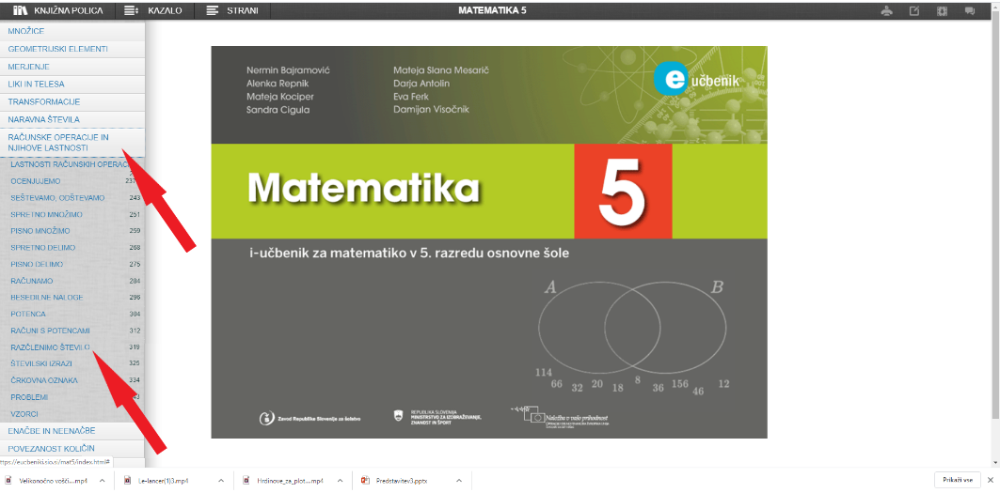 KNJIŽNA POLICA KAZALO STRANI MATEMATIKA 5
MNOŽICE
GEOMETRIJSKI ELEMENTI
MERJENJE
LIKI IN TELESA
TRANSFORMACIJE
NARAVNA ŠTEVILA
RAČUNSKE OPERACIJE IN
NJIHOVE LASTNOSTI
LASTNOSTI RAČUNSKIH OPERAC
OCENJUJEMO 237
SEŠTEVAMO, ODŠTEVAMO 243
SPRETNO MNOŽIMO 251
PISNO MNOŽIMO 259
SPRETNO DELIMO 268
PISNO DELIMO 275
RAČUNAMO 284
BESEDILNE NALOGE 296
POTENCA 304
RAČUNI S POTENCAMI 312
RAZČLENIMO ŠTEVILO 319
ŠTEVILSKI IZRAZI 325
ČRKOVNA OZNAKA 334
PROBLEMI 43
VZORCI
ENAČBE IN NEENAČBE
POVEZANOST KOLIČIN
ttps://eucbeniki.sio.si/mat5/index.html#
Nermin Bajramović
Alenka Repnik
Mateja Kociper
Sandra Cigula
Mateja Slana Mesarič
Darja Antolin
Eva Ferk
Damijan Visočnik
e učbenik
Matematika 5
i-učbenik za matematiko v 5. razredu osnovne šole
A B
114
66 32 20 18 8 36 156 46 12
Zavod Republike Slovenije za šolstvo
REPUBLIKA SLOVENIJA
MINISTRSTVO ZA IZOBRAŽEVANJE,
ZNANOST IN ŠPORT
Naložba v vašo prihodnost
Velikonočno vošči....mp4
Le-lancer(1)3.mp4
Hrdinove_za_plot....mp4
Predstavitev3.pptx
Prikaži vse